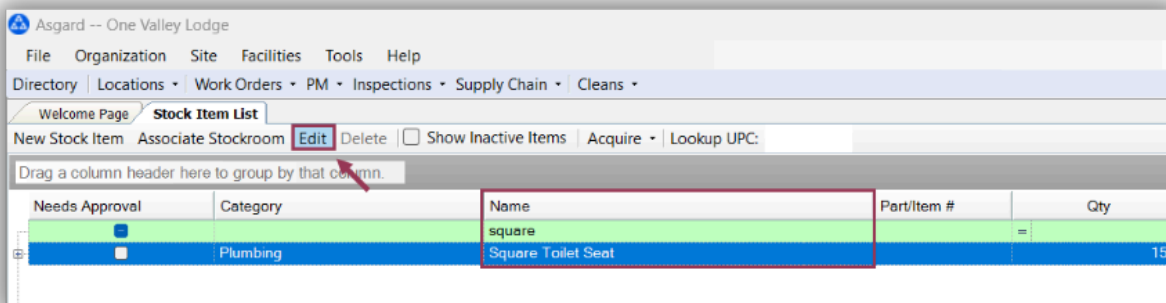 Asgard -- One Valley Lodge
File Organization Site Facilities Tools Help
Directory Locations Work Orders PM Inspections Supply Chain Cleans
Welcome Page Stock Item List
New Stock Item Associate Stockroom Edit Delete Show Inactive Items Acquire Lookup UPC:
Drag a column header here to group by that column.
Needs Approval Category Name Part/Item # Qty
square =
Plumbing Square Toilet Seat 15